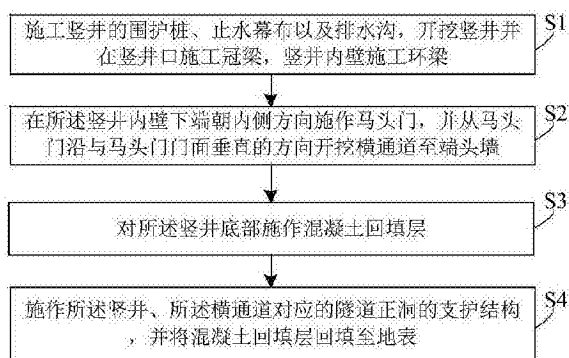 施工竖井的围护桩、止水幕布以及排水沟，开挖竖井并
在竖井口施工冠梁，竖井内壁施工环梁
S1
在所述竖井内壁下端朝内侧方向施作马头门，并从马头
门沿与马头门门面垂直的方向开挖横通道至端头墙
S2
对所述竖井底部施作混凝土回填层
S3
施作所述竖井、所述横通道对应的隧道正洞的支护结构
，并将混凝土回填层回填至地表
S4